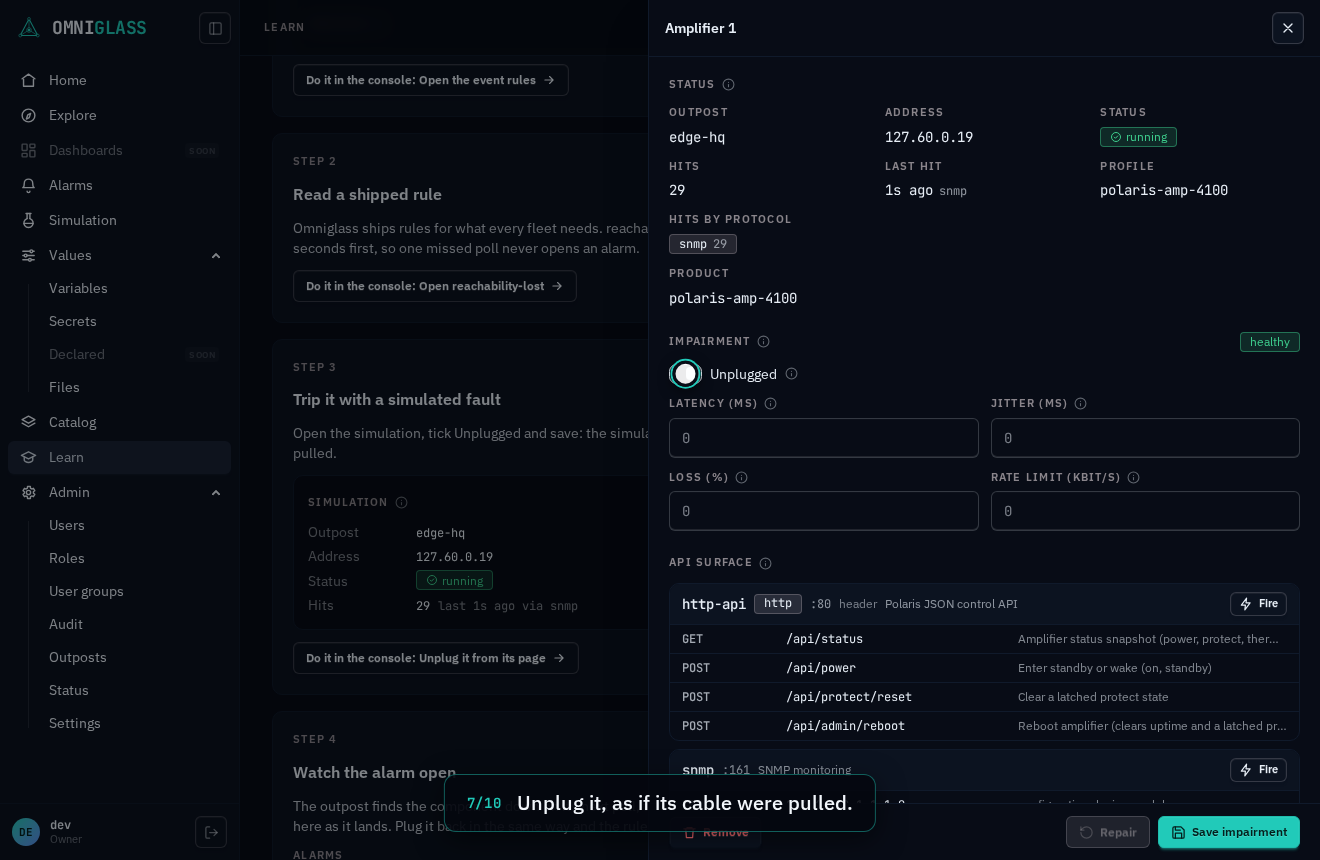 OMNIGLASS
Home
Explore
Dashboards SOON
Alarms
Simulation
Values
Variables
Secrets
Declared SOON
Files
Catalog
Learn
Admin
Users
Roles
User groups
Audit
Outposts
Status
Settings
DE dev
Owner
LEARN
Do it in the console: Open the event rules →
STEP 2
Read a shipped rule
Omniglass ships rules for what every fleet needs. reacha
seconds first, so one missed poll never opens an alarm.
Do it in the console: Open reachability-lost →
STEP 3
Trip it with a simulated fault
Open the simulation, tick Unplugged and save: the simula
pulled.
SIMULATION
Outpost edge-hq
Address 127.60.0.19
Status running
Hits 29 last 1s ago via snmp
Do it in the console: Unplug it from its page →
STEP 4
Watch the alarm open
The outpost finds the co
here as it lands. Plug it b
ALARMS
Amplifier 1
STATUS
OUTPOST ADDRESS STATUS
edge-hq 127.60.0.19 running
HITS LAST HIT PROFILE
29 1s ago snmp polaris-amp-4100
HITS BY PROTOCOL
snmp 29
PRODUCT
polaris-amp-4100
IMPAIRMENT healthy
Unplugged
LATENCY (MS) JITTER (MS)
0 0
LOSS (%) RATE LIMIT (KBIT/S)
0 0
API SURFACE
http-api http :80 header Polaris JSON control API Fire
GET /api/status Amplifier status snapshot (power, protect, ther...
POST /api/power Enter standby or wake (on, standby)
POST /api/protect/reset Clear a latched protect state
POST /api/admin/reboot Reboot amplifier (clears uptime and a latched pr...
snmp :161 SNMP monitoring Fire
Remove Repair Save impairment
7/10 Unplug it, as if its cable were pulled.